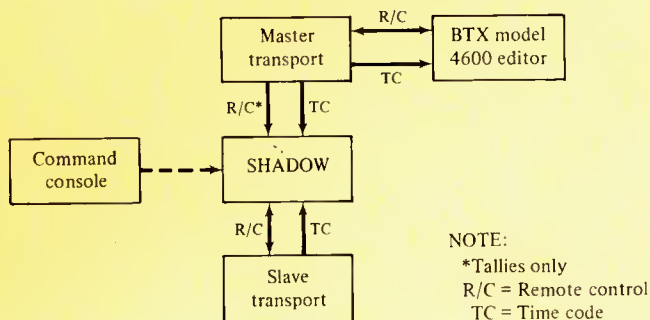 R/C
Master
transport
BTX model
4600 editor
TC
R/C*
TC
Command
console
SHADOW
R/C
TC
Slave
transport
NOTE:
*Tallies only
R/C = Remote control
TC = Time code